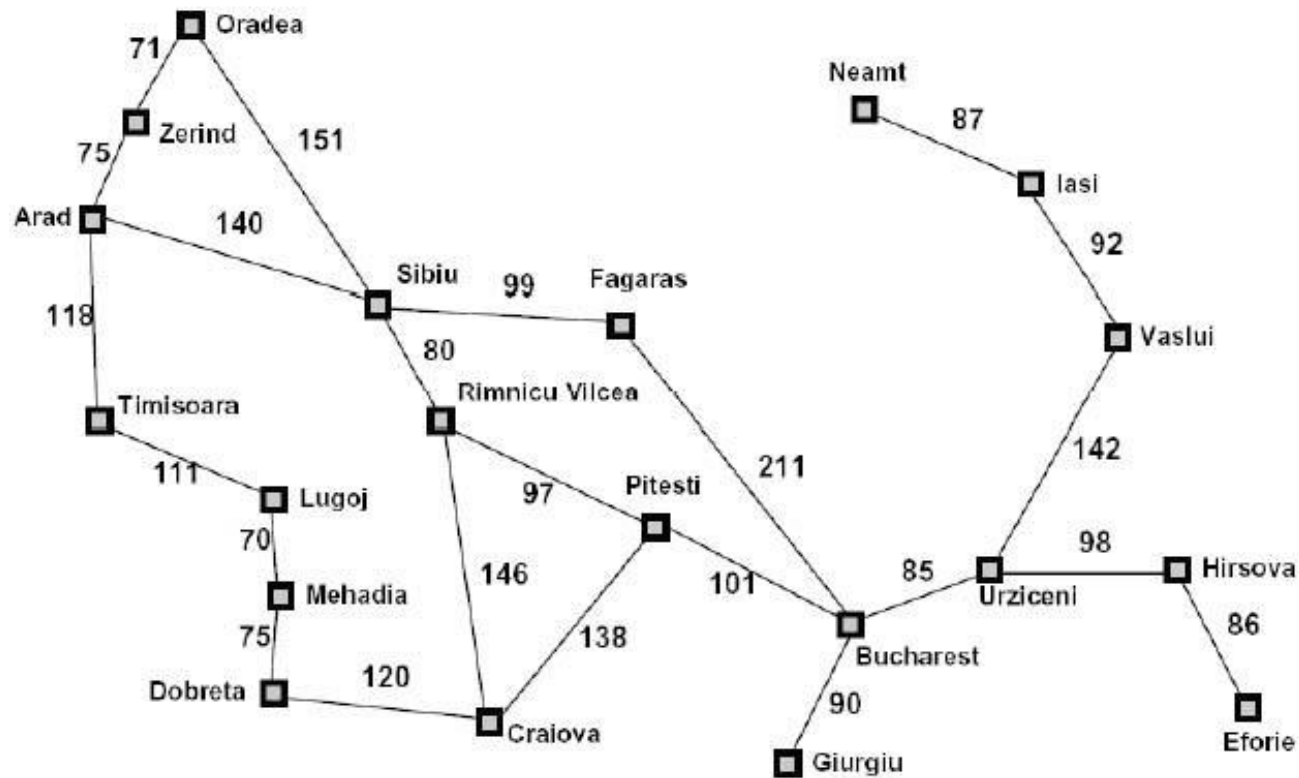 Oradea
71
Neamt
87
Zerind
151
75
Iasi
Arad
140
92
Sibiu
99
Fagaras
118
80
Vaslui
Rimnicu Vilcea
Timisoara
142
111
211
97
Pitesti
Lugoj
70
98
146
101
85
Hirsova
Mehadia
Urziceni
138
86
75
Bucharest
120
Dobreta
90
Craiova
Eforie
Giurgiu